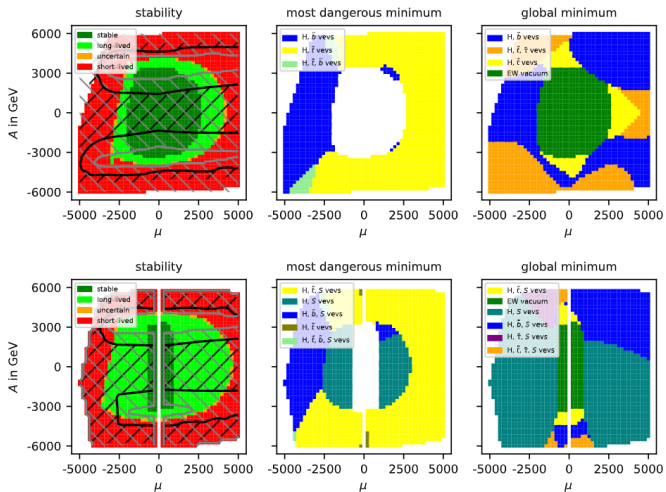 stability
most dangerous minimum
global minimum
stable
long-lived
uncertain
short-lived
H, b̃ vevs
H, t̃ vevs
H, t̃, b̃ vevs
H, b̃ vevs
H, t̃, τ̃ vevs
H, t̃ vevs
EW vacuum
A in GeV
6000
3000
0
-3000
-6000
-5000 -2500 0 2500 5000
-5000 -2500 0 2500 5000
-5000 -2500 0 2500 5000
μ
μ
μ
stability
most dangerous minimum
global minimum
stable
long-lived
uncertain
short-lived
H, t̃, S vevs
H, S vevs
H, b̃, S vevs
H, t̃ vevs
H, t̃, b̃, S vevs
H, t̃, S vevs
EW vacuum
H, S vevs
H, b̃, S vevs
H, τ̃, S vevs
H, t̃, τ̃, S vevs
A in GeV
6000
3000
0
-3000
-6000
-5000 -2500 0 2500 5000
-5000 -2500 0 2500 5000
-5000 -2500 0 2500 5000
μ
μ
μ